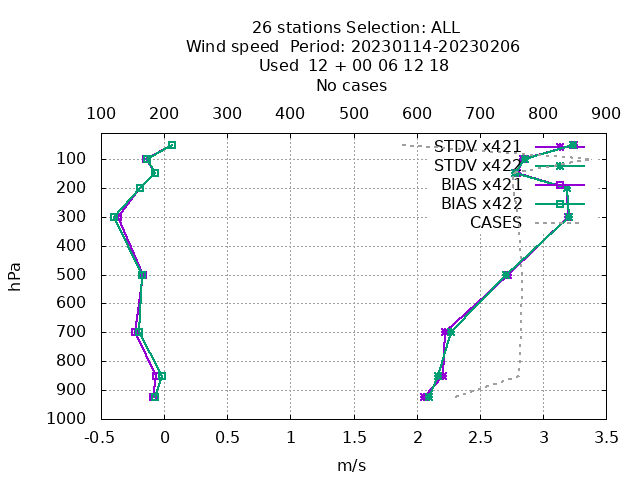 26 stations Selection: ALL
Wind speed  Period: 20230114-20230206
Used  12 + 00 06 12 18
No cases
100 200 300 400 500 600 700 800 900
STDV x421
STDV x422
BIAS x421
BIAS x422
CASES
100
200
300
400
500
600
700
800
900
1000
hPa
-0.5 0 0.5 1 1.5 2 2.5 3 3.5
m/s